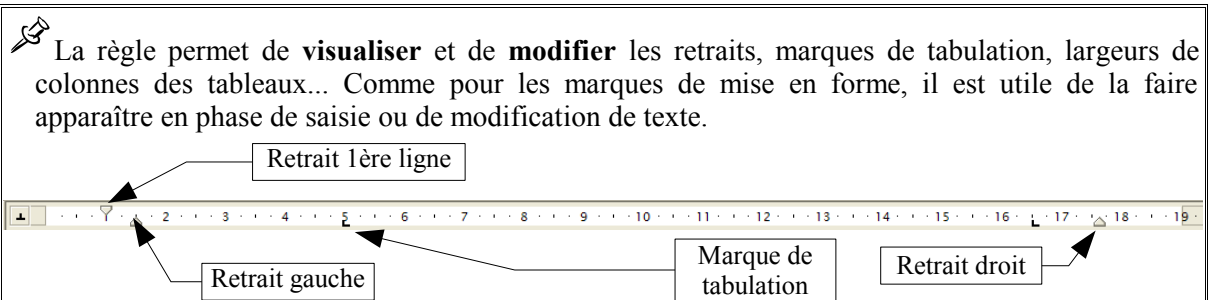 La règle permet de visualiser et de modifier les retraits, marques de tabulation, largeurs de
colonnes des tableaux... Comme pour les marques de mise en forme, il est utile de la faire
apparaître en phase de saisie ou de modification de texte.
Retrait 1ère ligne
1 2 3 4 5 6 7 8 9 10 11 12 13 14 15 16 17 18 19
Retrait gauche
Marque de
tabulation
Retrait droit